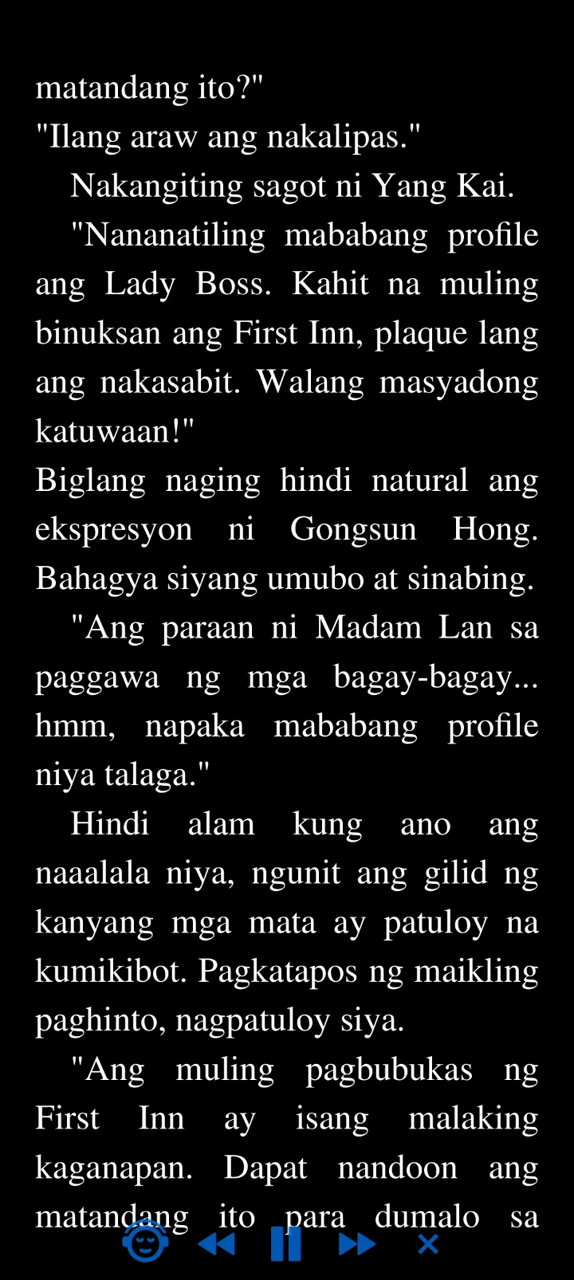 matandang ito?"
"Ilang araw ang nakalipas."
Nakangiting sagot ni Yang Kai.
"Nananatiling mababang profile
ang Lady Boss. Kahit na muling
binuksan ang First Inn, plaque lang
ang nakasabit. Walang masyadong
katuwaan!"
Biglang naging hindi natural ang
ekspresyon ni Gongsun Hong.
Bahagya siyang umubo at sinabing.
"Ang paraan ni Madam Lan sa
paggawa ng mga bagay-bagay...
hmm, napaka mababang profile
niya talaga."
Hindi alam kung ano ang
naaalala niya, ngunit ang gilid ng
kanyang mga mata ay patuloy na
kumikibot. Pagkatapos ng maikling
paghinto, nagpatuloy siya.
"Ang muling pagbubukas ng
First Inn ay isang malaking
kaganapan. Dapat nandoon ang
matandang ito para dumalo sa